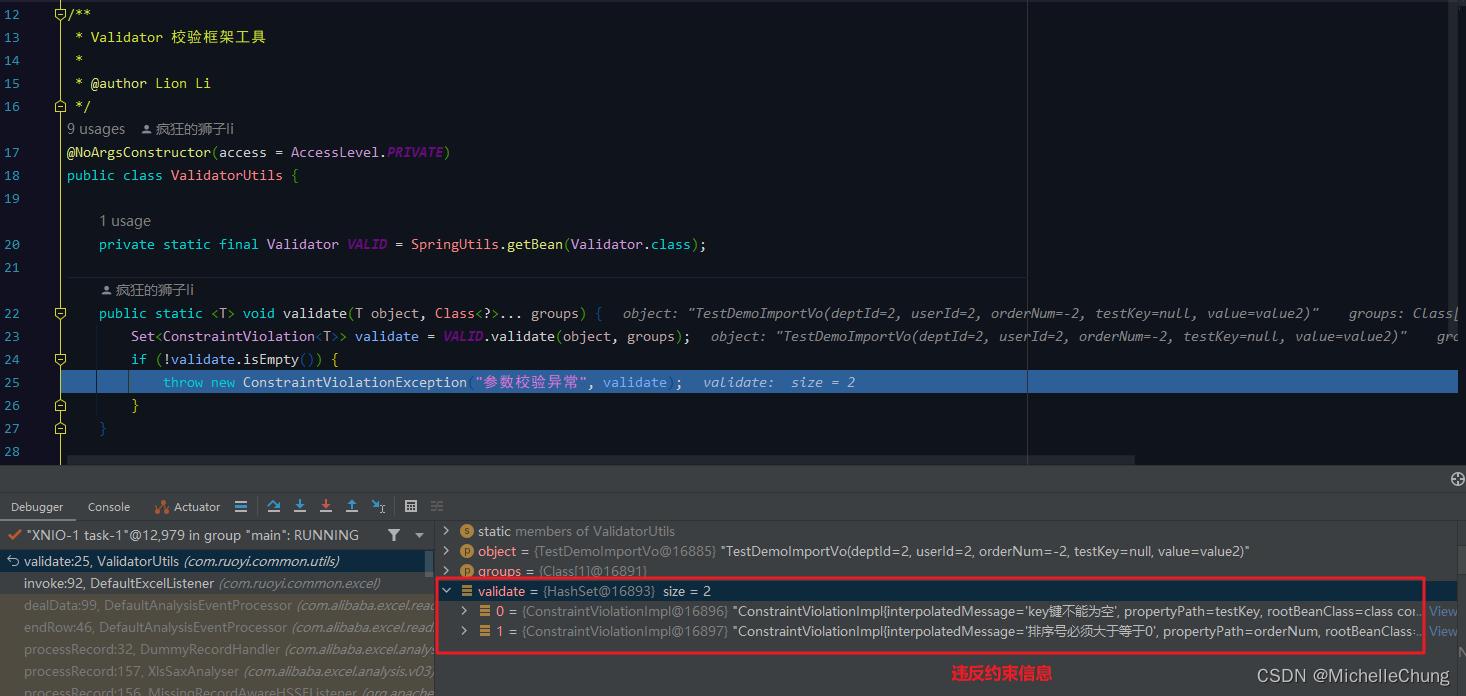 12 /**
13 * Validator 校验框架工具
14 *
15 * @author Lion Li
16 */
9 usages 疯狂的狮子li
17 @NoArgsConstructor(access = AccessLevel.PRIVATE)
18 public class ValidatorUtils {
19
1 usage
20 private static final Validator VALID = SpringUtils.getBean(Validator.class);
21
疯狂的狮子li
22 public static <T> void validate(T object, Class<?>... groups) { object: "TestDemoImportVo(deptId=2, userId=2, orderNum=-2, testKey=null, value=value2)" groups: Class[
23 Set<ConstraintViolation<T>> validate = VALID.validate(object, groups); object: "TestDemoImportVo(deptId=2, userId=2, orderNum=-2, testKey=null, value=value2)" gro
24 if (!validate.isEmpty()) {
25 throw new ConstraintViolationException("参数校验异常", validate); validate: size = 2
26 }
27 }
28
Debugger Console Actuator
"XNIO-1 task-1"@12,979 in group "main": RUNNING
validate:25, ValidatorUtils (com.ruoyi.common.utils)
invoke:92, DefaultExcelListener (com.ruoyi.common.excel)
dealData:99, DefaultAnalysisEventProcessor (com.alibaba.excel.read
endRow:46, DefaultAnalysisEventProcessor (com.alibaba.excel.read.
processRecord:32, DummyRecordHandler (com.alibaba.excel.analys
processRecord:157, XlsSaxAnalyser (com.alibaba.excel.analysis.v03)
processRecord:156, MissingRecordAwareHSSFListener (org.apache
static members of ValidatorUtils
object = {TestDemoImportVo@16885} "TestDemoImportVo(deptId=2, userId=2, orderNum=-2, testKey=null, value=value2)"
groups = {Class[1]@16891}
validate = {HashSet@16893} size = 2
0 = {ConstraintViolationImpl@16896} "ConstraintViolationImpl{interpolatedMessage='key键不能为空', propertyPath=testKey, rootBeanClass=class cor... View
1 = {ConstraintViolationImpl@16897} "ConstraintViolationImpl{interpolatedMessage='排序号必须大于等于0', propertyPath=orderNum, rootBeanClass... View
违反约束信息
CSDN @MichelleChung